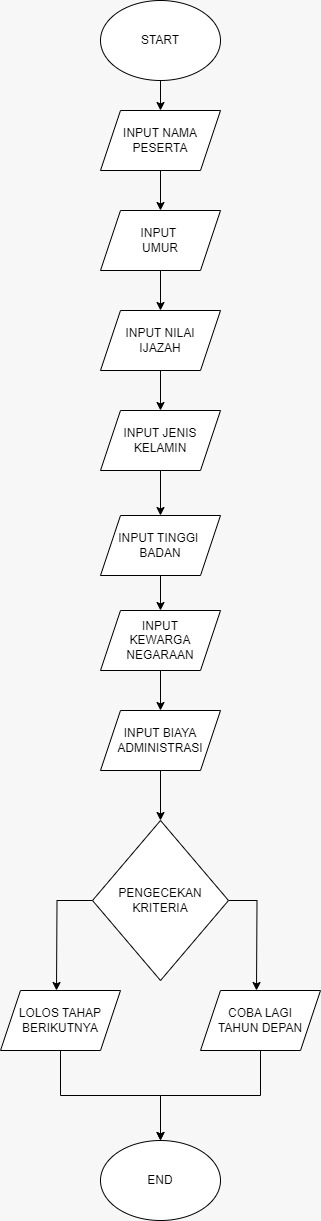 START
INPUT NAMA
PESERTA
INPUT
UMUR
INPUT NILAI
IJAZAH
INPUT JENIS
KELAMIN
INPUT TINGGI
BADAN
INPUT
KEWARGA
NEGARAAN
INPUT BIAYA
ADMINISTRASI
PENGECEKAN
KRITERIA
LOLOS TAHAP
BERIKUTNYA
COBA LAGI
TAHUN DEPAN
END